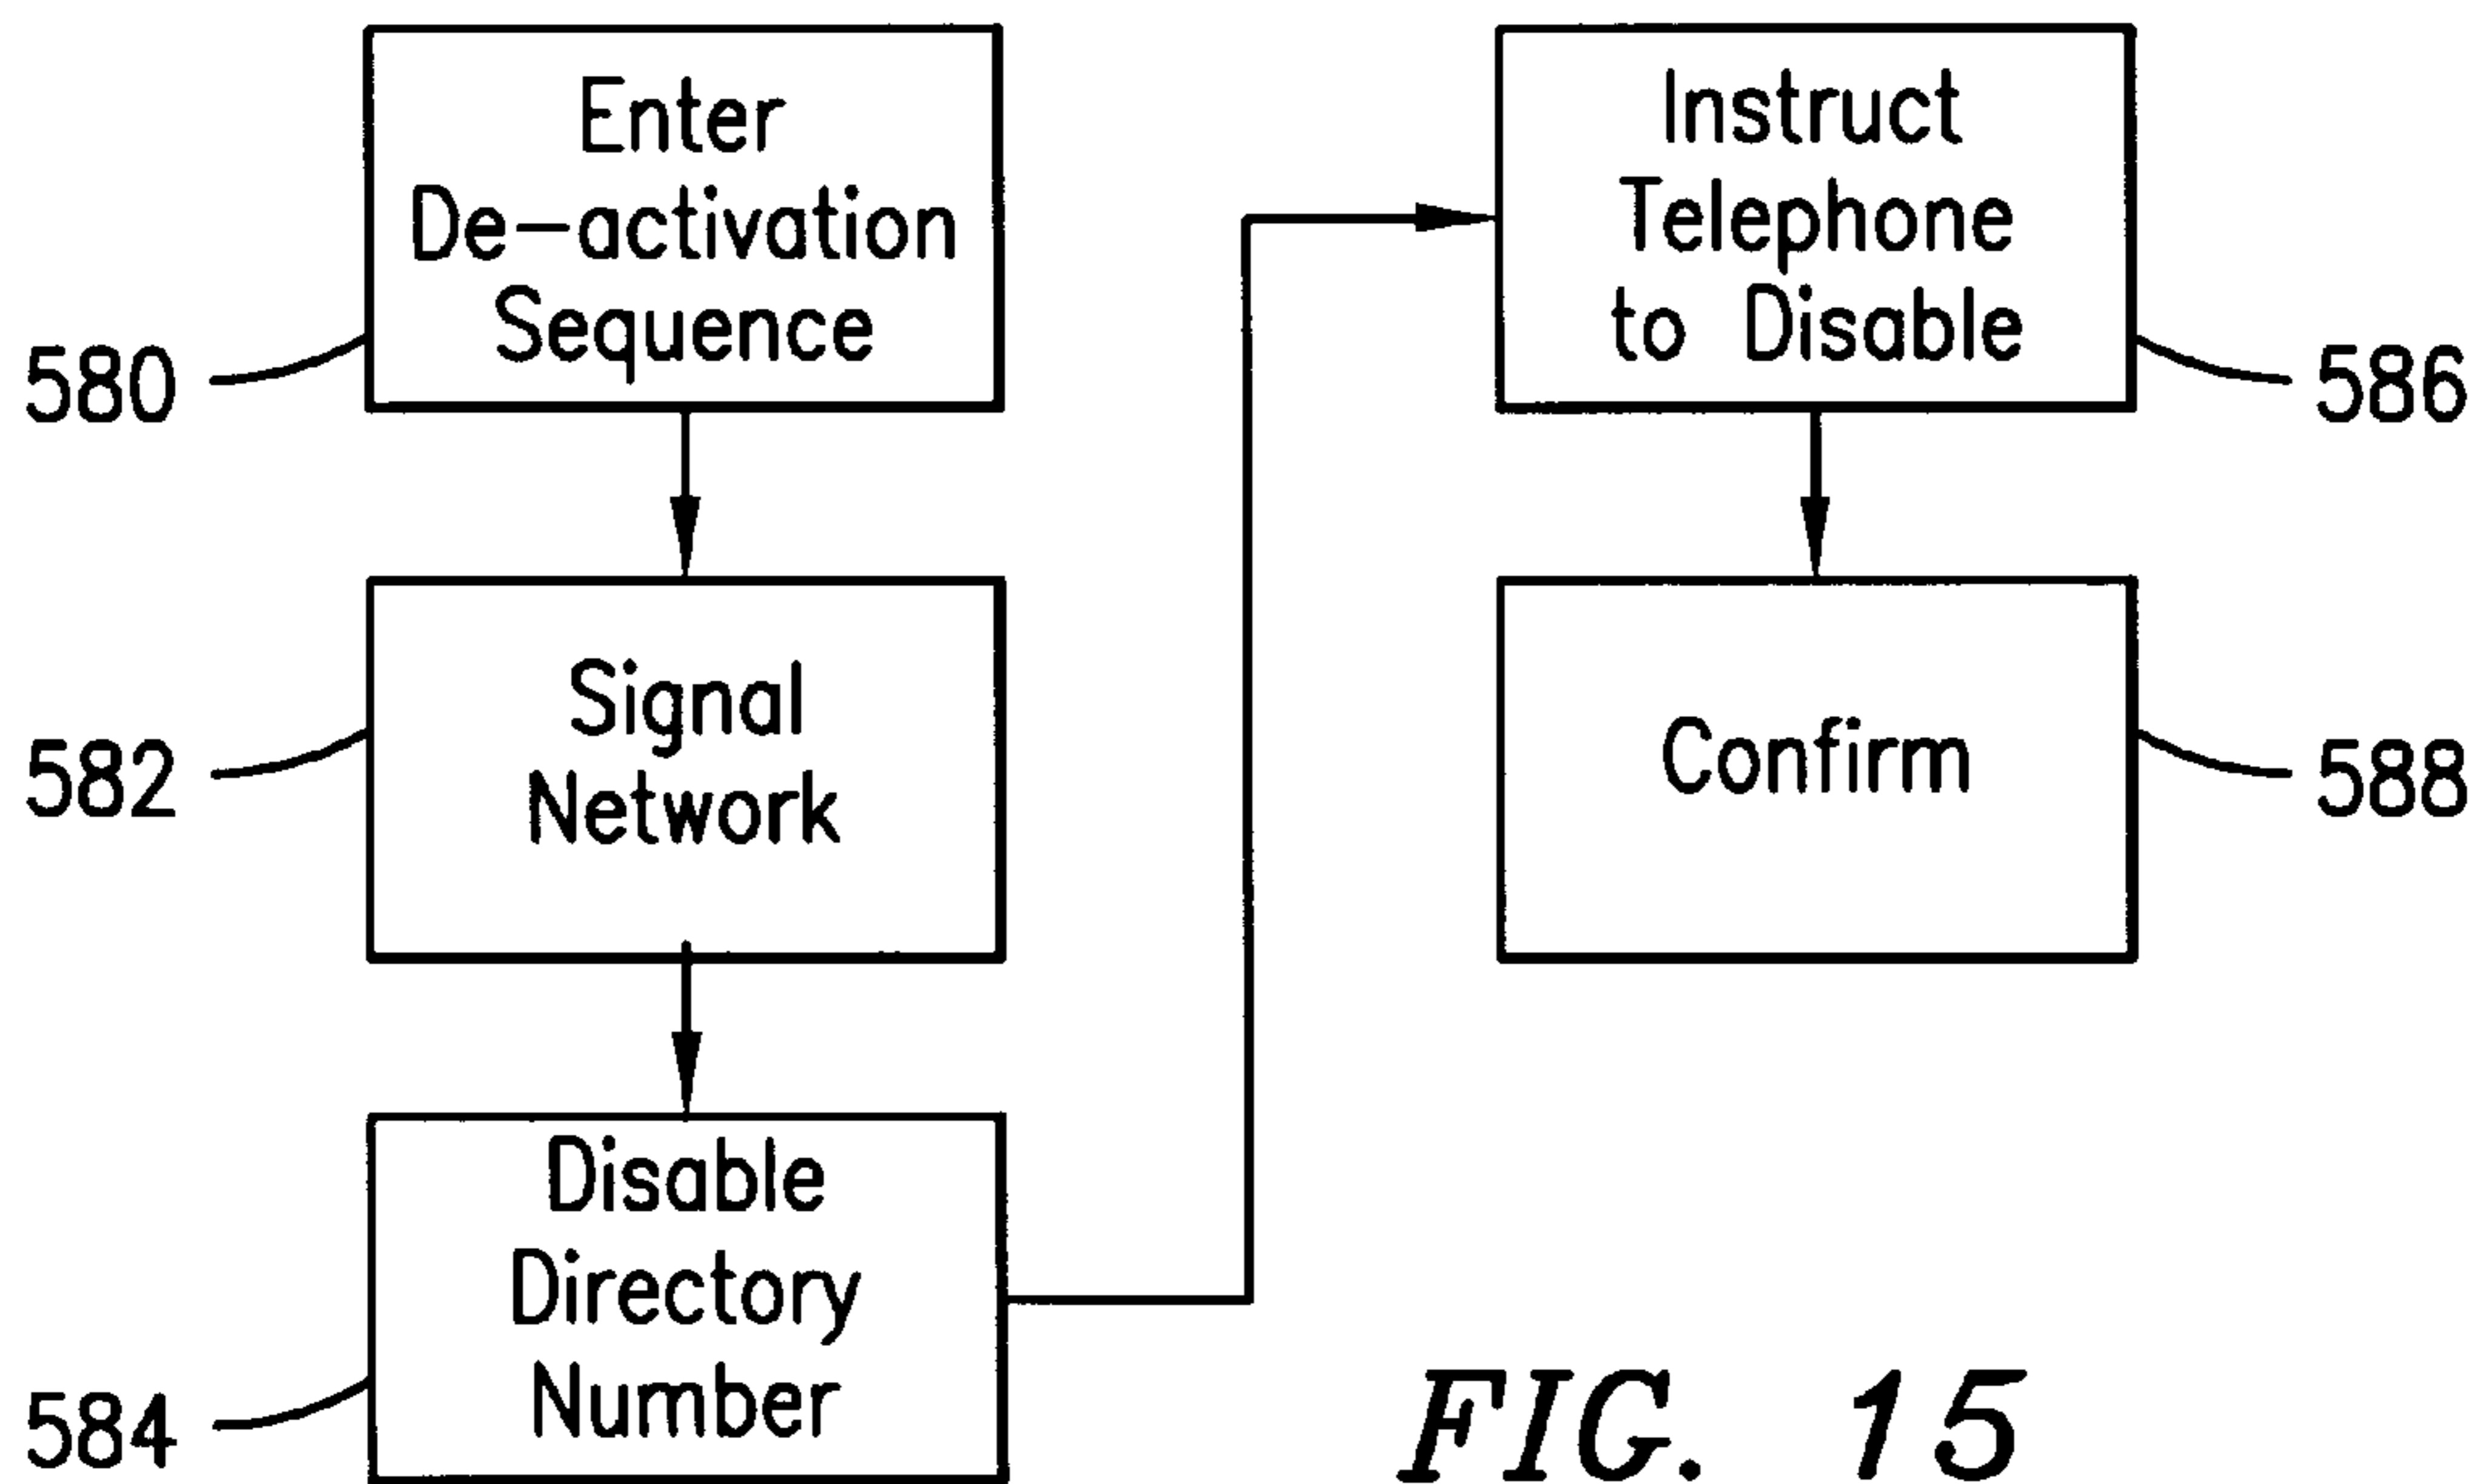 Enter
De-activation
Sequence
580
Signal
Network
582
Disable
Directory
Number
584
Instruct
Telephone
to Disable
586
Confirm
588
FIG. 15